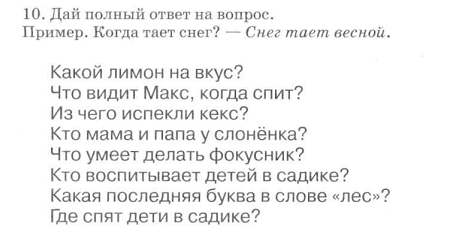 10. Дай полный ответ на вопрос.
Пример. Когда тает снег? — Снег тает весной.
Какой лимон на вкус?
Что видит Макс, когда спит?
Из чего испекли кекс?
Кто мама и папа у слонёнка?
Что умеет делать фокусник?
Кто воспитывает детей в садике?
Какая последняя буква в слове «лес»?
Где спят дети в садике?